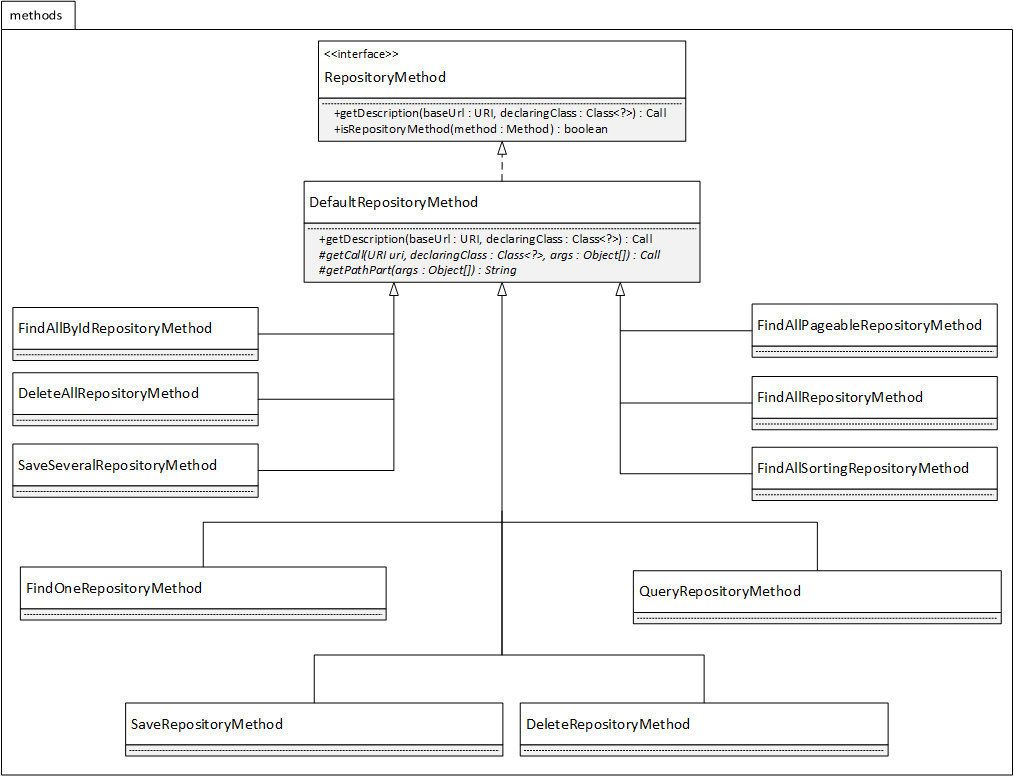 methods
<<interface>>
RepositoryMethod
+getDescription(baseUrl : URI, declaringClass : Class<?>) : Call
+isRepositoryMethod(method : Method) : boolean
DefaultRepositoryMethod
+getDescription(baseUrl : URI, declaringClass : Class<?>) : Call
#getCall(URI uri, declaringClass : Class<?>, args : Object[]) : Call
#getPathPart(args : Object[]) : String
FindAllByIdRepositoryMethod
FindAllPageableRepositoryMethod
DeleteAllRepositoryMethod
FindAllRepositoryMethod
SaveSeveralRepositoryMethod
FindAllSortingRepositoryMethod
FindOneRepositoryMethod
QueryRepositoryMethod
SaveRepositoryMethod
DeleteRepositoryMethod